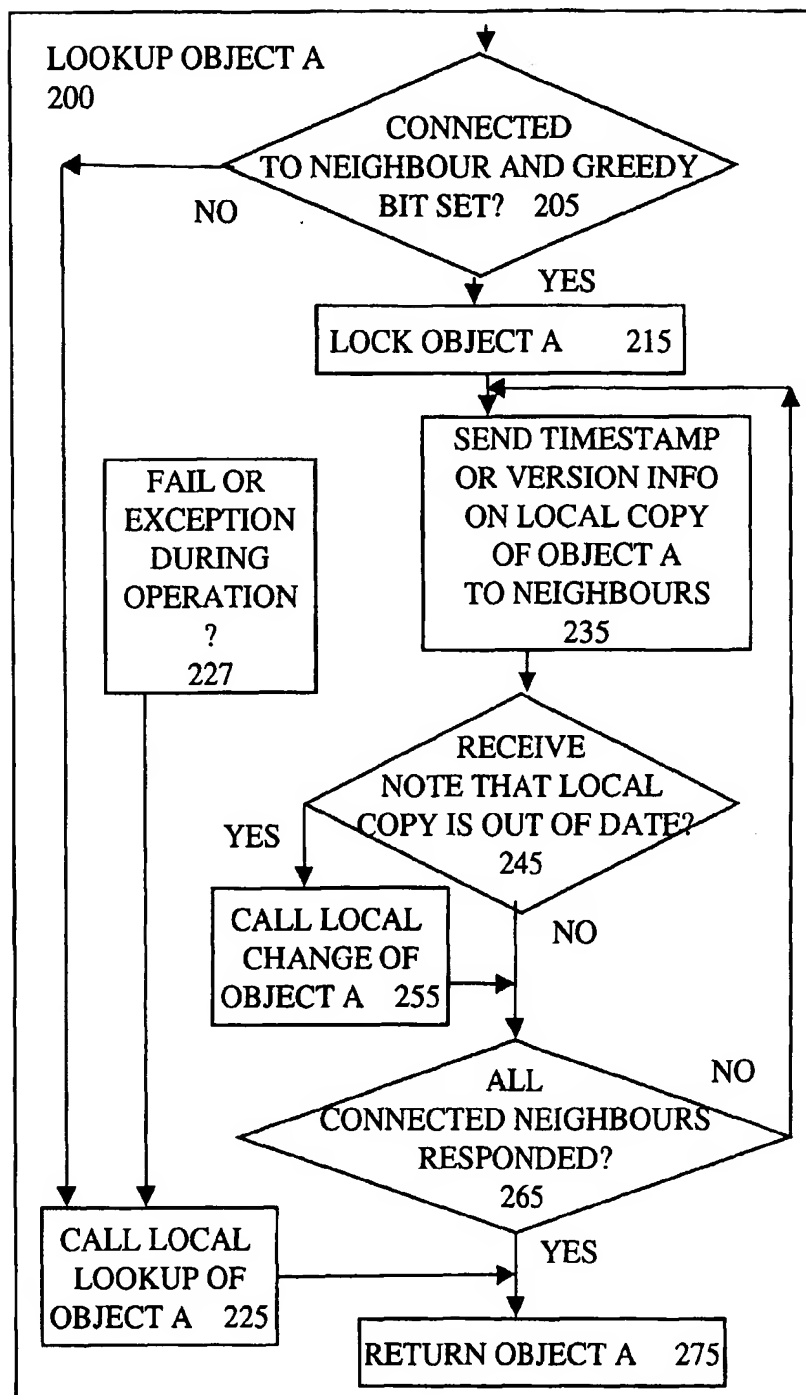 LOOKUP OBJECT A
200
CONNECTED
TO NEIGHBOUR AND GREEDY
BIT SET? 205
NO
YES
LOCK OBJECT A 215
SEND TIMESTAMP
OR VERSION INFO
ON LOCAL COPY
OF OBJECT A
TO NEIGHBOURS
235
FAIL OR
EXCEPTION
DURING
OPERATION
?
227
RECEIVE
NOTE THAT LOCAL
COPY IS OUT OF DATE?
245
YES
NO
CALL LOCAL
CHANGE OF
OBJECT A 255
ALL
CONNECTED NEIGHBOURS
RESPONDED?
265
NO
YES
CALL LOCAL
LOOKUP OF
OBJECT A 225
RETURN OBJECT A 275